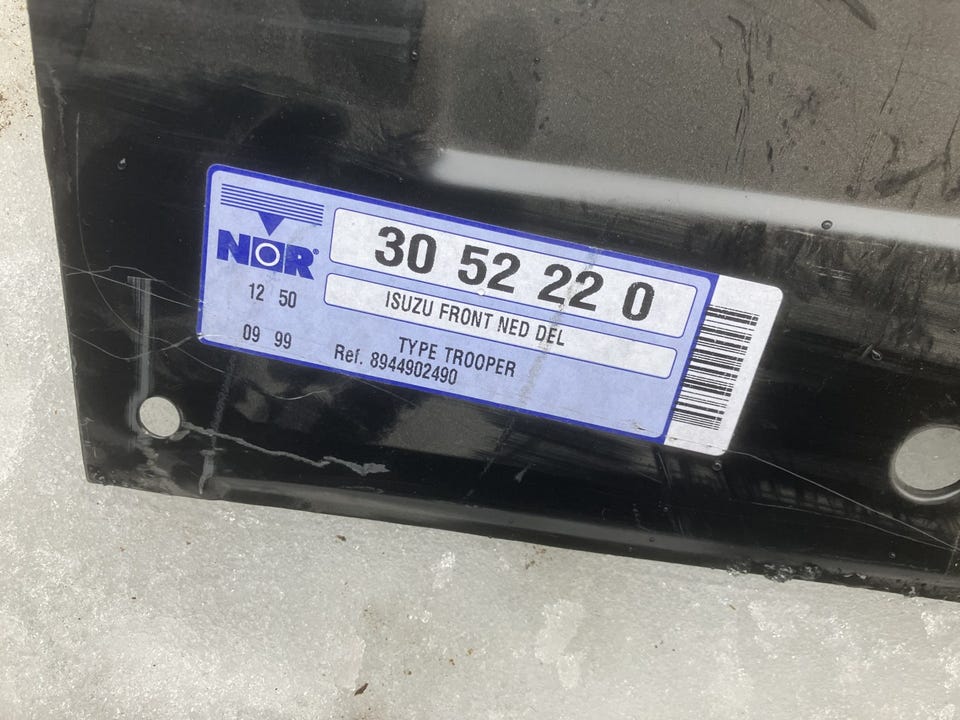 NOR®
30 52 22 0
12 50
ISUZU FRONT NED DEL
09 99
TYPE TROOPER
Ref. 8944902490